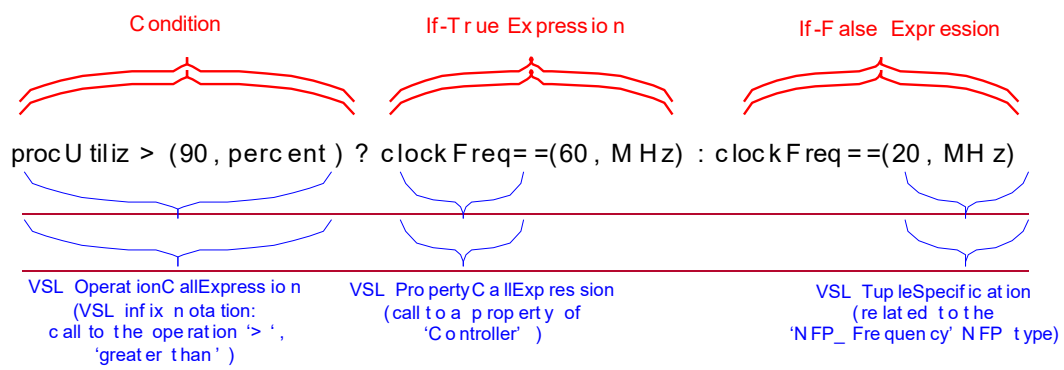 Condition If-True Expression If-False Expression
procUtiliz > (90, percent) ? clockFreq==(60, MHz) : clockFreq==(20, MHz)
VSL OperationCallExpression
(VSL infix notation:
call to the operation ‘> ‘,
‘greater than’ )
VSL PropertyCallExpression
(call to a property of
‘Controller’ )
VSL TupleSpecification
(related to the
‘NFP_Frequency’ NFP type)